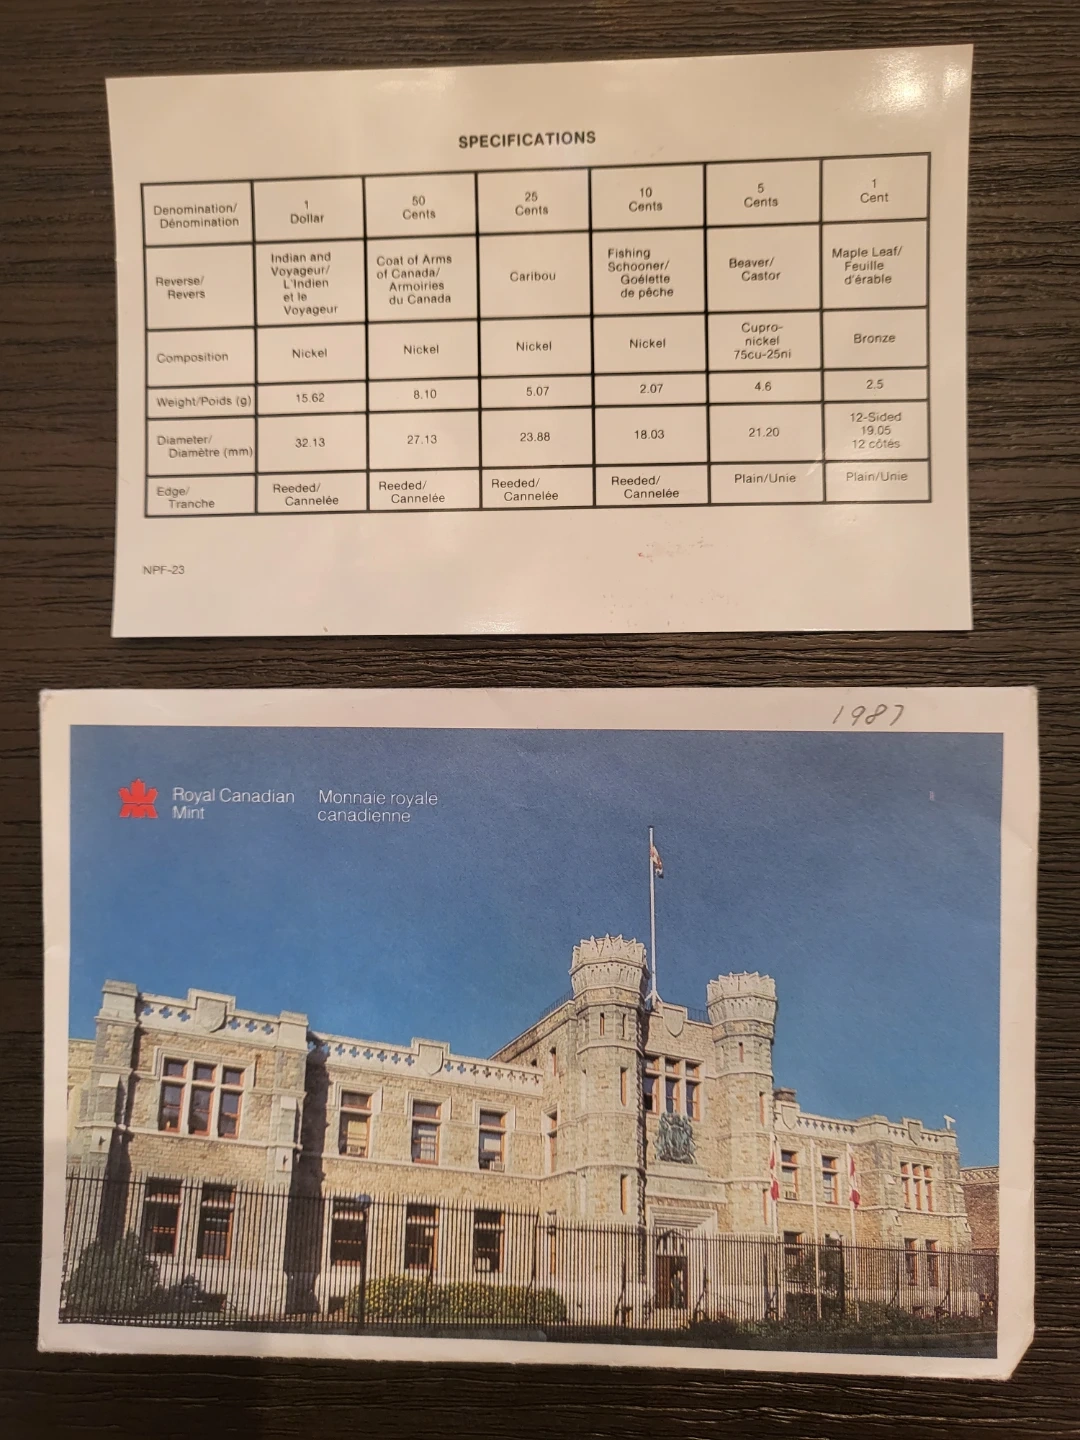 SPECIFICATIONS
Denomination/ Dénomination
1 Dollar
50 Cents
25 Cents
10 Cents
5 Cents
1 Cent
Reverse/ Revers
Indian and Voyageur/ L'Indien et le Voyageur
Coat of Arms of Canada/ Armoiries du Canada
Caribou
Fishing Schooner/ Goélette de pêche
Beaver/ Castor
Maple Leaf/ Feuille d'érable
Composition
Nickel
Nickel
Nickel
Nickel
Cupro-nickel 75cu-25ni
Bronze
Weight/Poids (g)
15.62
8.10
5.07
2.07
4.6
2.5
Diameter/ Diamètre (mm)
32.13
27.13
23.88
18.03
21.20
12-Sided 19.05 12 côtés
Edge/ Tranche
Reeded/ Cannelée
Reeded/ Cannelée
Reeded/ Cannelée
Reeded/ Cannelée
Plain/Unie
Plain/Unie
NPF-23
1987
Royal Canadian Mint
Monnaie royale canadienne